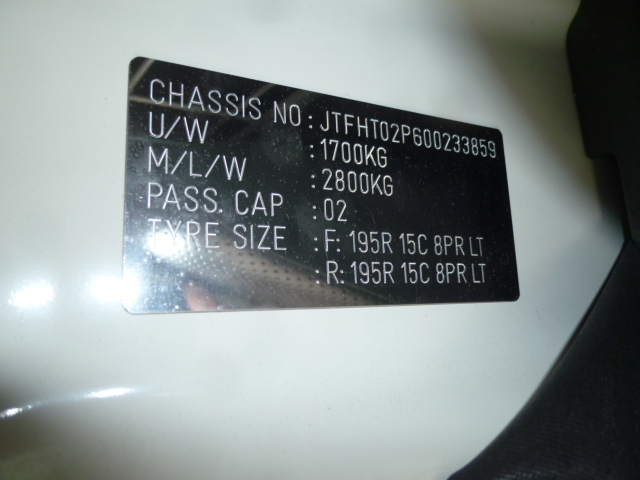 CHASSIS NO : JTFHT02P600233859
U/W : 1700KG
M/L/W : 2800KG
PASS. CAP : 02
TYRE SIZE : F: 195R 15C 8PR LT
: R: 195R 15C 8PR LT